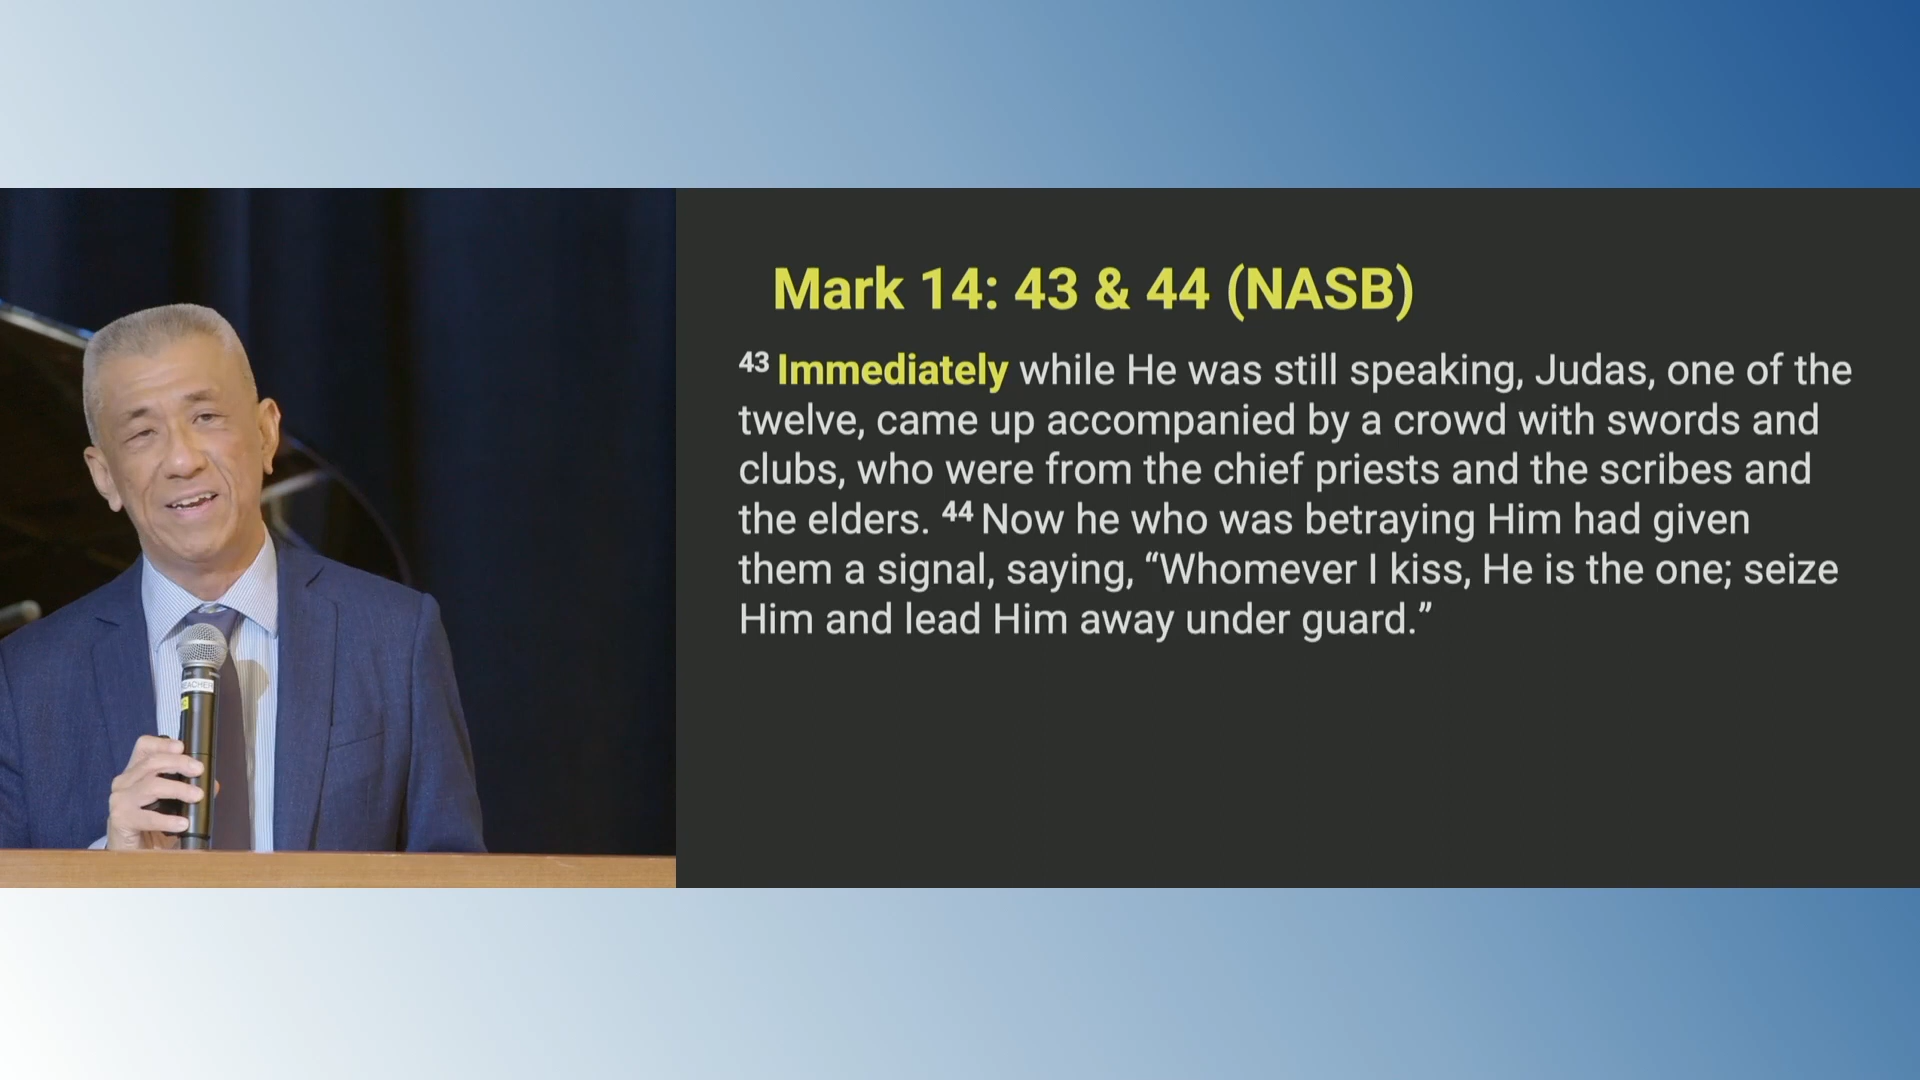 Mark 14: 43 & 44 (NASB)
43 Immediately while He was still speaking, Judas, one of the
twelve, came up accompanied by a crowd with swords and
clubs, who were from the chief priests and the scribes and
the elders. 44 Now he who was betraying Him had given
them a signal, saying, “Whomever I kiss, He is the one; seize
Him and lead Him away under guard.”